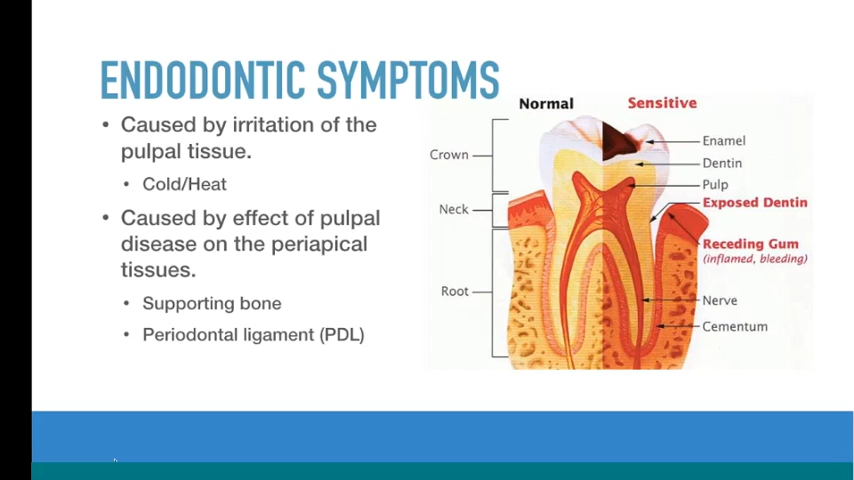 ENDODONTIC SYMPTOMS
• Caused by irritation of the
pulpal tissue.
• Cold/Heat
• Caused by effect of pulpal
disease on the periapical
tissues.
• Supporting bone
• Periodontal ligament (PDL)
Normal
Sensitive
Crown
Neck
Root
Enamel
Dentin
Pulp
Exposed Dentin
Receding Gum
(inflamed, bleeding)
Nerve
Cementum